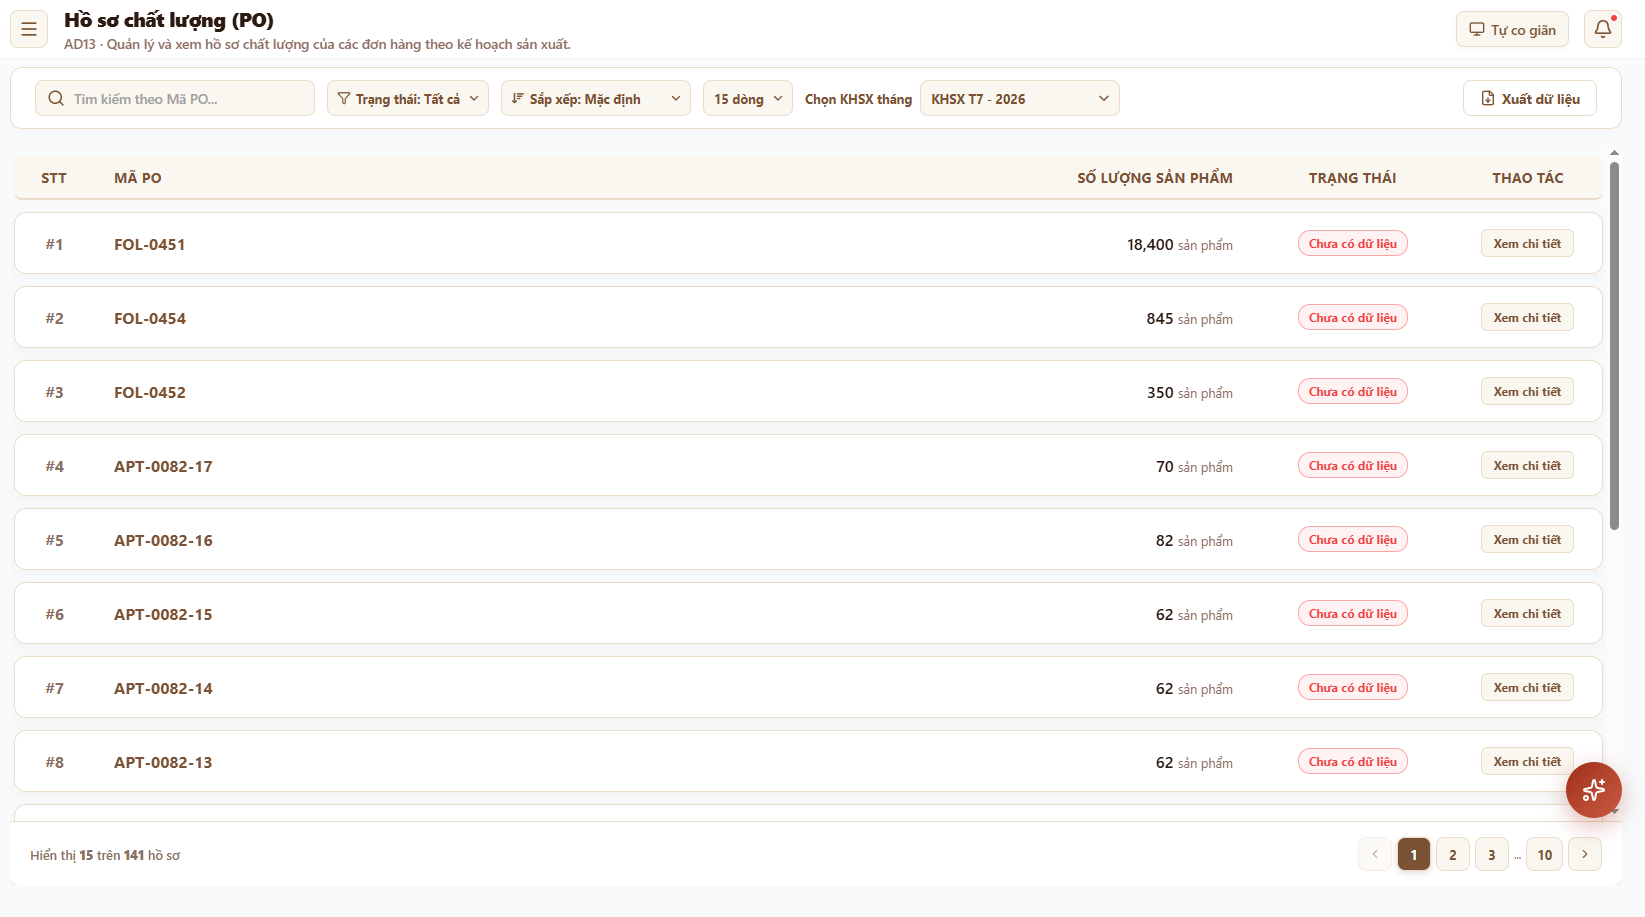 Hồ sơ chất lượng (PO)
AD13 · Quản lý và xem hồ sơ chất lượng của các đơn hàng theo kế hoạch sản xuất.
Tự co giãn
Tìm kiếm theo Mã PO...
Trạng thái: Tất cả
Sắp xếp: Mặc định
15 dòng
Chọn KHSX tháng
KHSX T7 - 2026
Xuất dữ liệu
STT MÃ PO SỐ LƯỢNG SẢN PHẨM TRẠNG THÁI THAO TÁC
#1 FOL-0451 18,400 sản phẩm Chưa có dữ liệu Xem chi tiết
#2 FOL-0454 845 sản phẩm Chưa có dữ liệu Xem chi tiết
#3 FOL-0452 350 sản phẩm Chưa có dữ liệu Xem chi tiết
#4 APT-0082-17 70 sản phẩm Chưa có dữ liệu Xem chi tiết
#5 APT-0082-16 82 sản phẩm Chưa có dữ liệu Xem chi tiết
#6 APT-0082-15 62 sản phẩm Chưa có dữ liệu Xem chi tiết
#7 APT-0082-14 62 sản phẩm Chưa có dữ liệu Xem chi tiết
#8 APT-0082-13 62 sản phẩm Chưa có dữ liệu Xem chi tiết
Hiển thị 15 trên 141 hồ sơ
1 2 3 ... 10